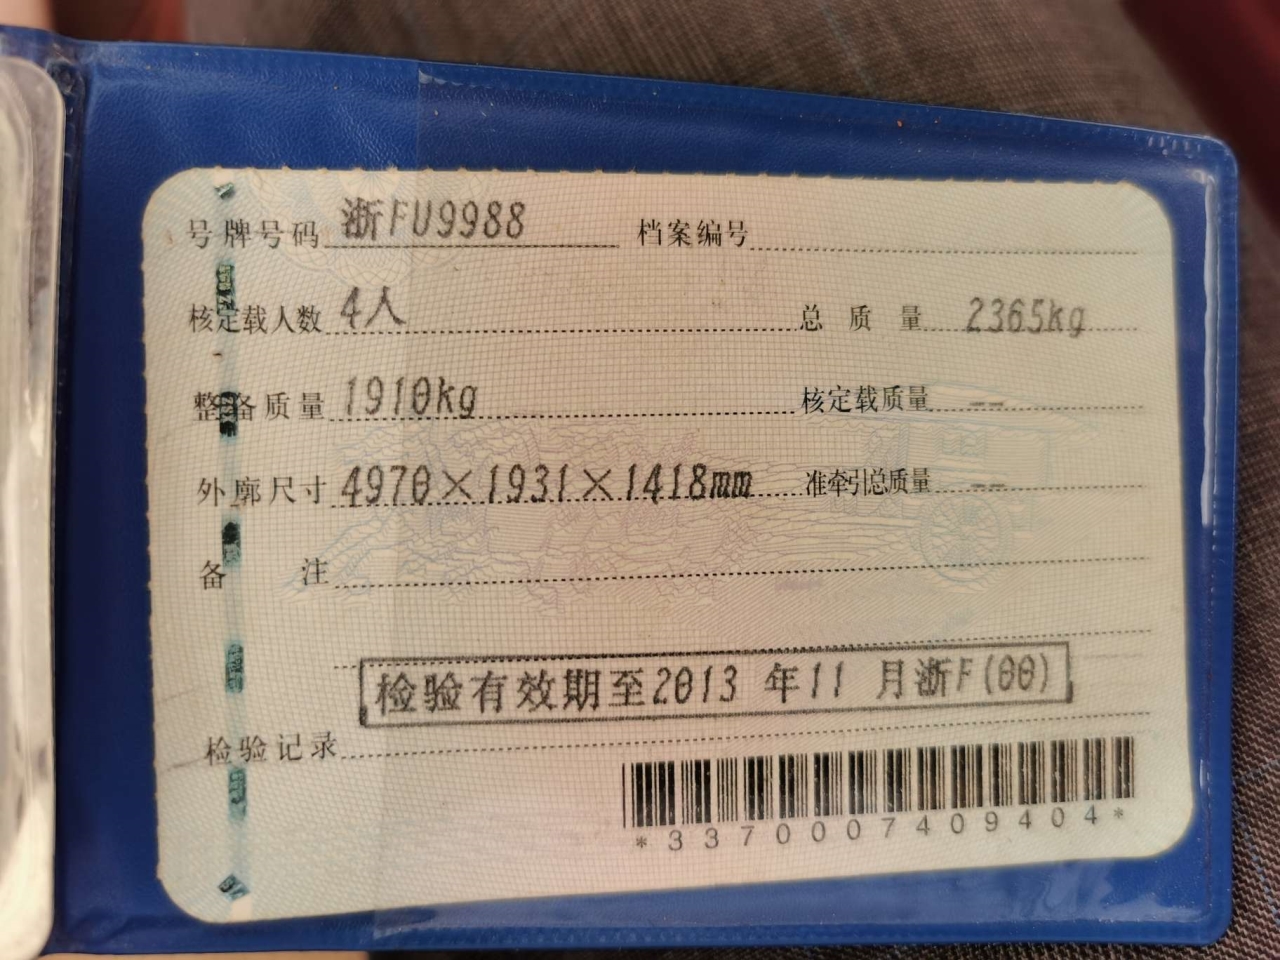 号牌号码 浙FU9988 档案编号
核定载人数 4人 总质量 2365kg
整备质量 1910kg 核定载质量 --
外廓尺寸 4970×1931×1418mm 准牵引总质量 --
备注
检验有效期至2013 年11 月浙F(00)
检验记录
*3370007409404*